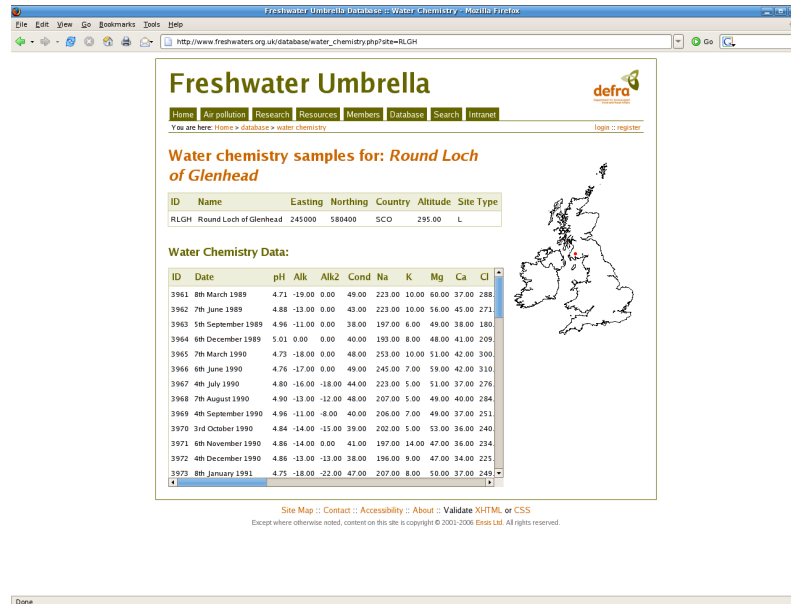 Freshwater Umbrella Database :: Water Chemistry - Mozilla Firefox
File Edit View Go Bookmarks Tools Help
http://www.freshwaters.org.uk/database/water_chemistry.php?site=RLGH Go
Freshwater Umbrella
defra
Home Air pollution Research Resources Members Database Search Intranet
You are here: Home > database > water chemistry login :: register
Water chemistry samples for: Round Loch
of Glenhead
ID Name Easting Northing Country Altitude Site Type
RLGH Round Loch of Glenhead 245000 580400 SCO 295.00 L
Water Chemistry Data:
ID Date pH Alk Alk2 Cond Na K Mg Ca Cl
3961 8th March 1989 4.71 -19.00 0.00 49.00 223.00 10.00 60.00 37.00 288.
3962 7th June 1989 4.88 -13.00 0.00 43.00 223.00 10.00 56.00 45.00 271.
3963 5th September 1989 4.96 -11.00 0.00 38.00 197.00 6.00 49.00 38.00 180.
3964 6th December 1989 5.01 0.00 0.00 40.00 193.00 8.00 48.00 41.00 209.
3965 7th March 1990 4.73 -18.00 0.00 48.00 253.00 10.00 51.00 42.00 300.
3966 6th June 1990 4.76 -17.00 0.00 49.00 245.00 7.00 59.00 42.00 310.
3967 4th July 1990 4.80 -16.00 -18.00 44.00 223.00 5.00 51.00 37.00 276.
3968 7th August 1990 4.90 -13.00 -12.00 48.00 207.00 5.00 49.00 40.00 284.
3969 4th September 1990 4.96 -11.00 -8.00 40.00 206.00 7.00 49.00 37.00 251.
3970 3rd October 1990 4.84 -14.00 -15.00 39.00 202.00 5.00 53.00 36.00 240.
3971 6th November 1990 4.86 -14.00 0.00 41.00 197.00 14.00 47.00 36.00 234.
3972 4th December 1990 4.86 -13.00 -13.00 38.00 196.00 9.00 47.00 34.00 225.
3973 8th January 1991 4.75 -18.00 -22.00 47.00 207.00 8.00 50.00 37.00 249.
Site Map :: Contact :: Accessibility :: About :: Validate XHTML or CSS
Except where otherwise noted, content on this site is copyright © 2001-2006 Ensis Ltd. All rights reserved.
Done